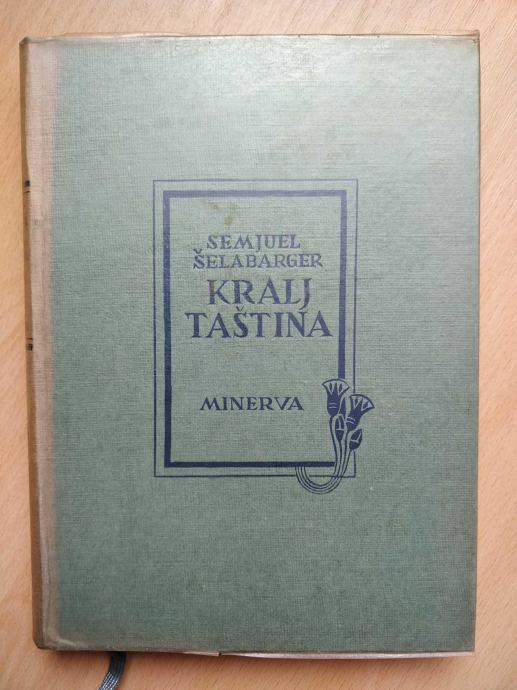 SEMJUEL
ŠELABARGER
KRALJ
TAŠTINA
MINERVA